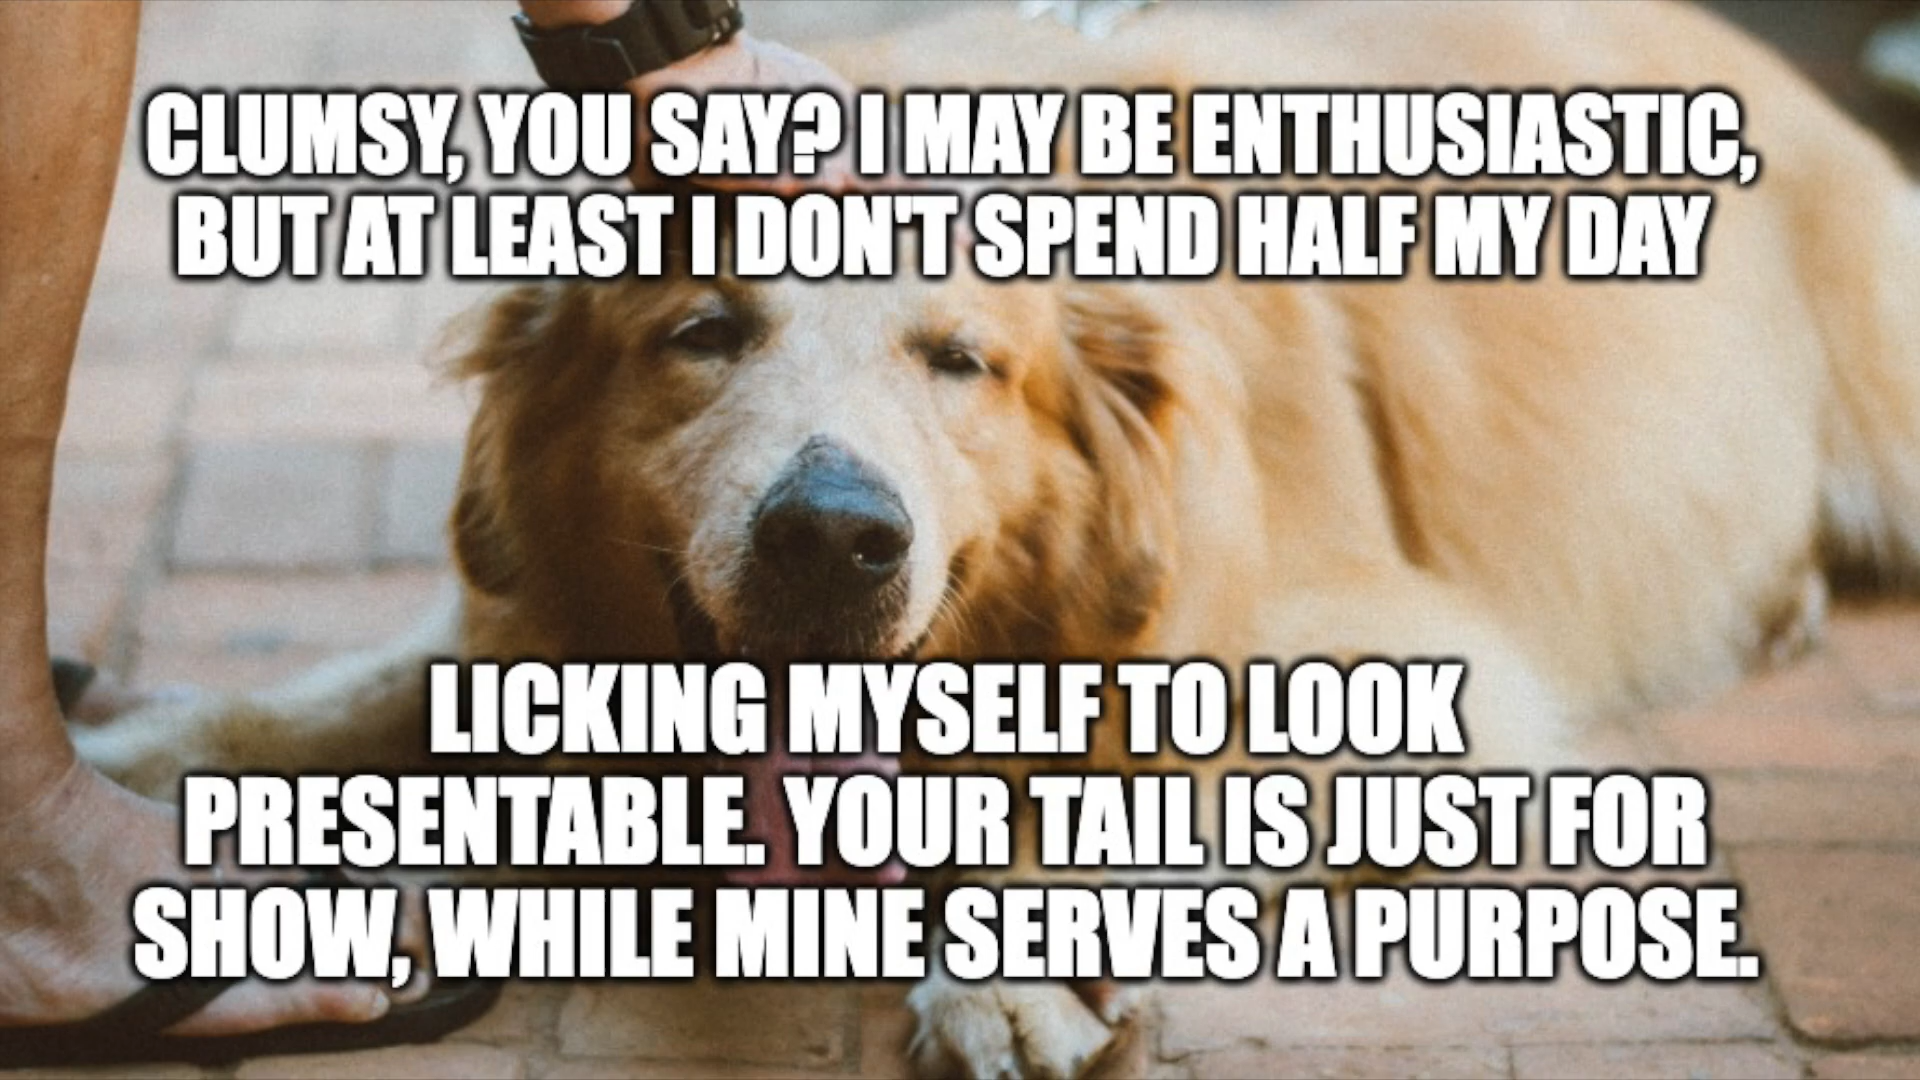 CLUMSY, YOU SAY? I MAY BE ENTHUSIASTIC,
BUT AT LEAST I DON'T SPEND HALF MY DAY
LICKING MYSELF TO LOOK
PRESENTABLE. YOUR TAIL IS JUST FOR
SHOW, WHILE MINE SERVES A PURPOSE.